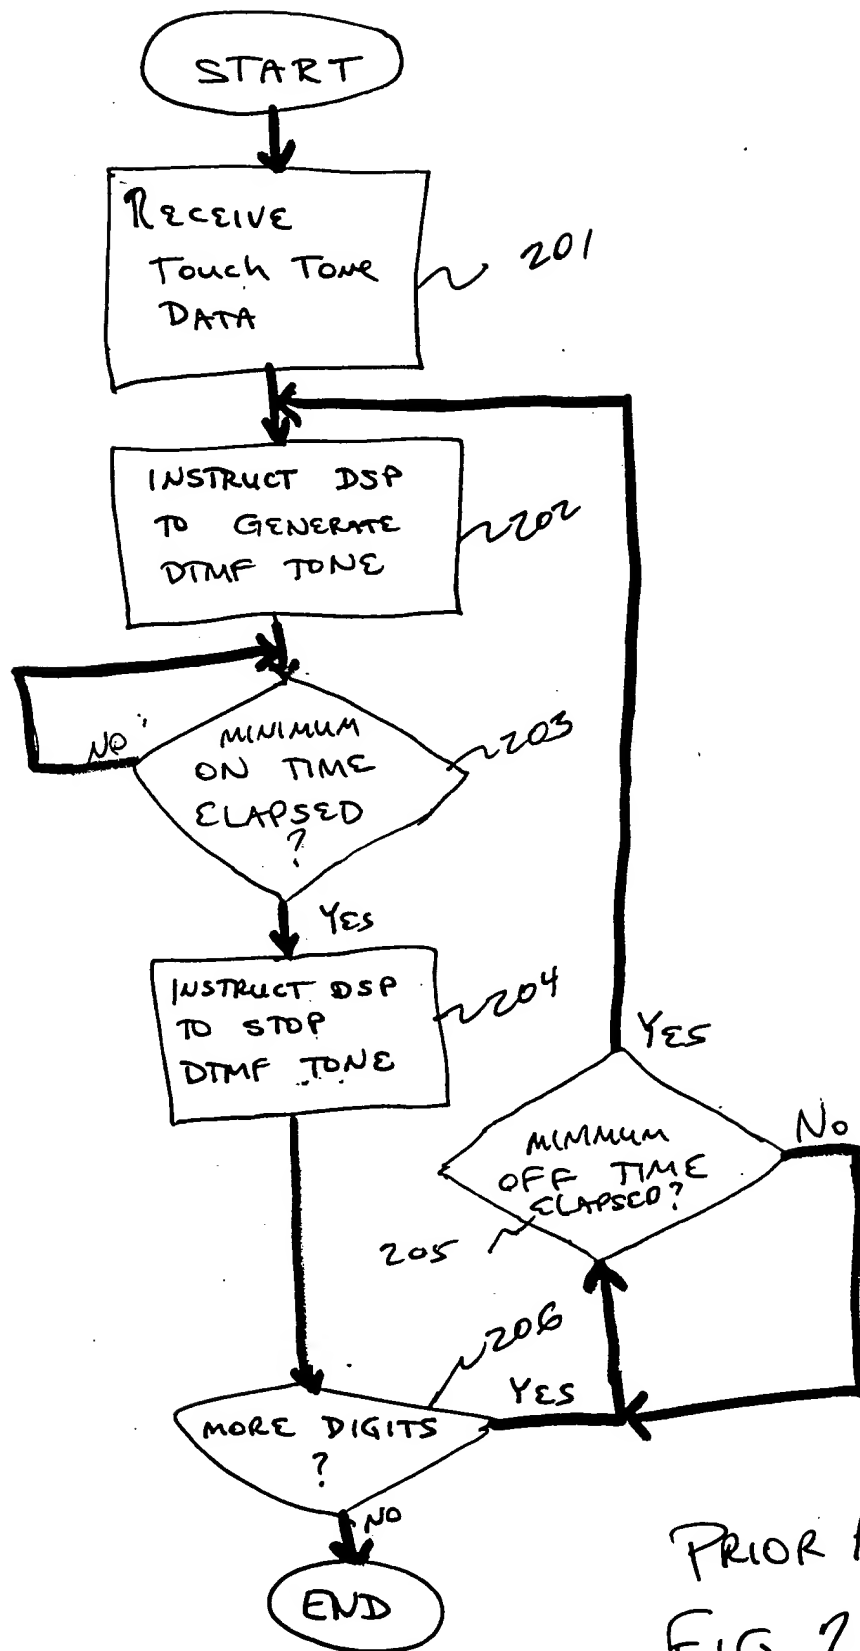 START
RECEIVE
Touch Tone
DATA
201
INSTRUCT DSP
TO GENERATE
DTMF TONE
202
NO
MINIMUM
ON TIME
ELAPSED
?
203
YES
INSTRUCT DSP
TO STOP
DTMF TONE
204
YES
MINMUM
OFF TIME
ELAPSED?
No
205
206
MORE DIGITS
?
YES
NO
END
PRIOR
FIG 2